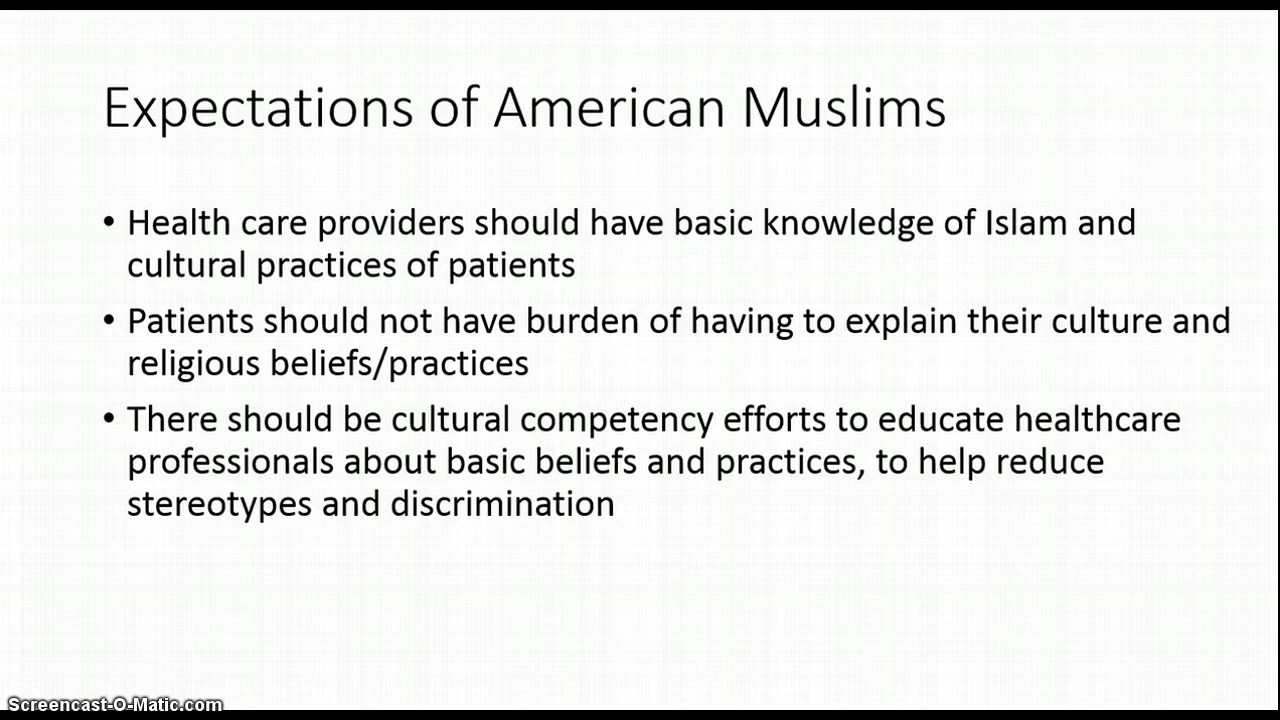 Expectations of American Muslims
• Health care providers should have basic knowledge of Islam and
cultural practices of patients
• Patients should not have burden of having to explain their culture and
religious beliefs/practices
• There should be cultural competency efforts to educate healthcare
professionals about basic beliefs and practices, to help reduce
stereotypes and discrimination
Screencast-O-Matic.com